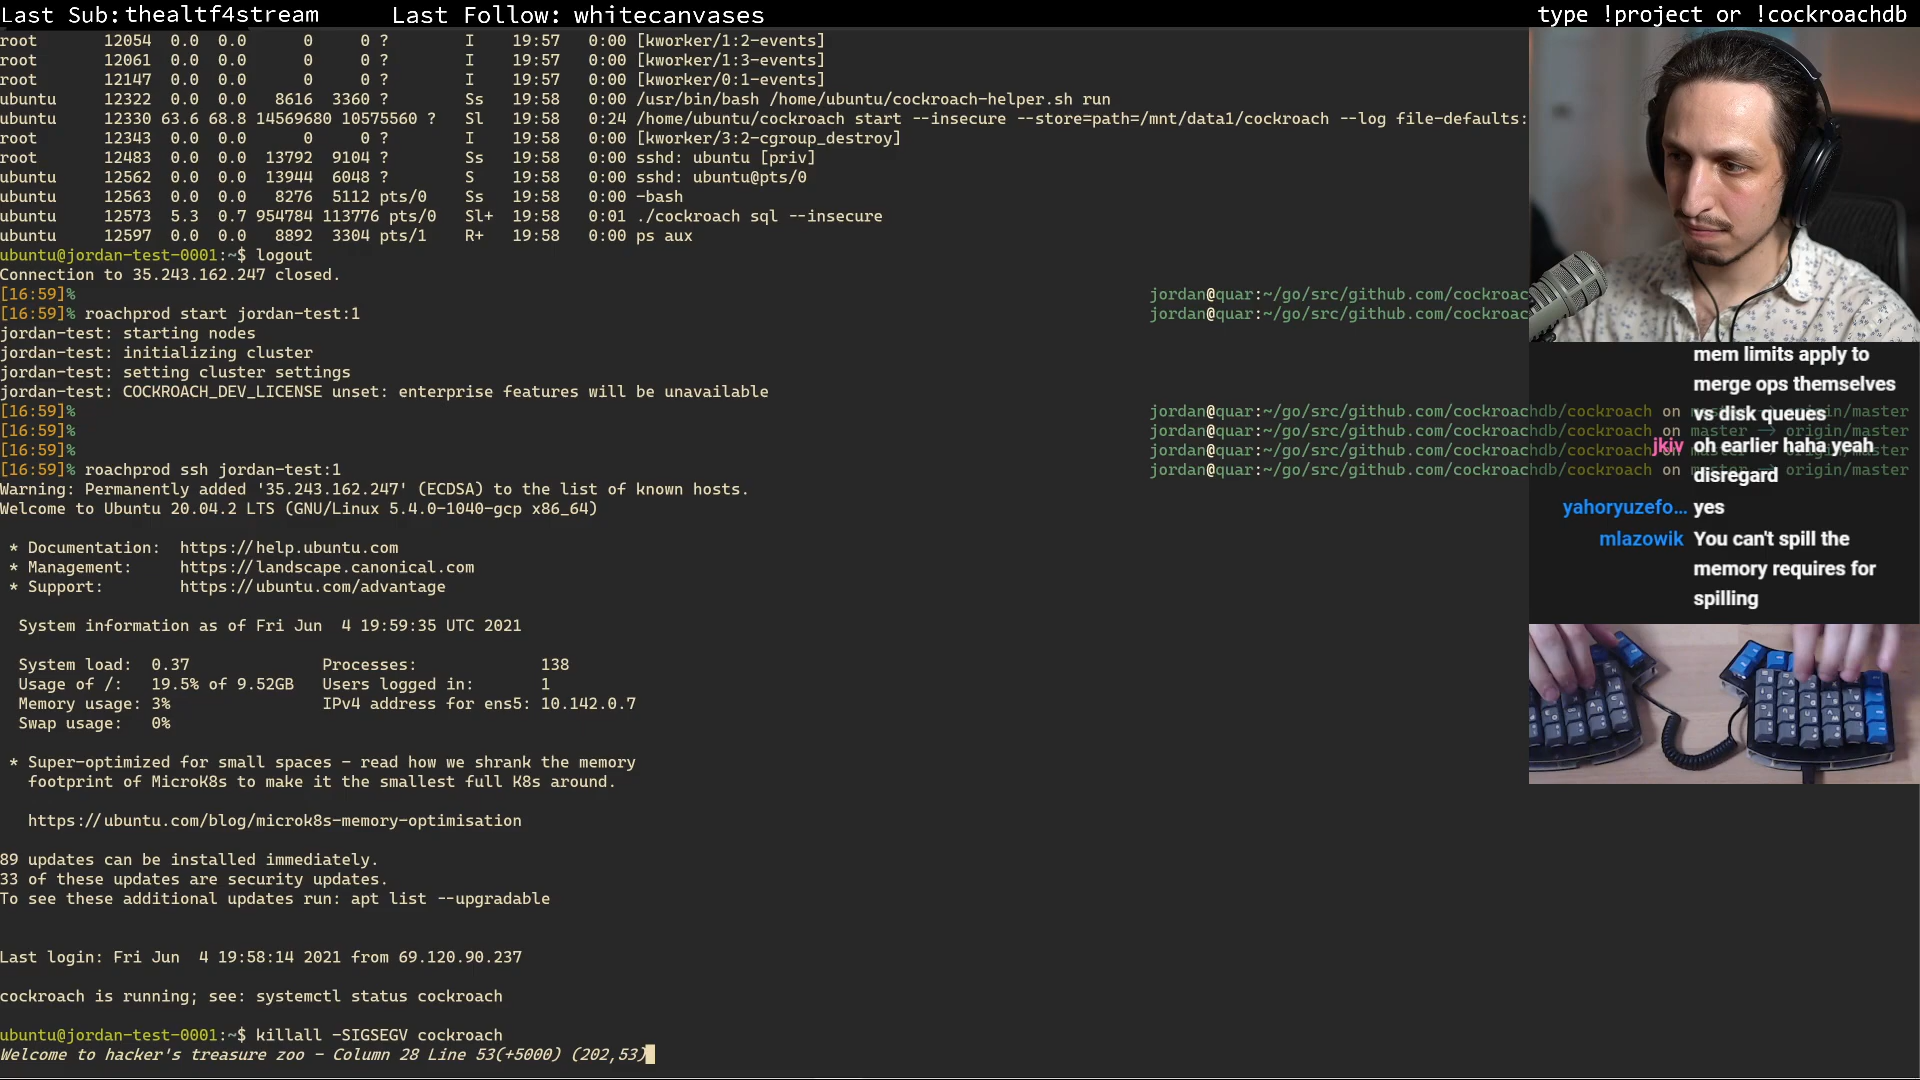 Last Sub: thealtf4stream Last Follow: whitecanvases type !project or !cockroachdb
root 12054 0.0 0.0 0 0 ? I 19:57 0:00 [kworker/1:2-events]
root 12061 0.0 0.0 0 0 ? I 19:57 0:00 [kworker/1:3-events]
root 12147 0.0 0.0 0 0 ? I 19:57 0:00 [kworker/0:1-events]
ubuntu 12322 0.0 0.0 8616 3360 ? Ss 19:58 0:00 /usr/bin/bash /home/ubuntu/cockroach-helper.sh run
ubuntu 12330 63.6 68.8 14569680 10575560 ? Sl 19:58 0:24 /home/ubuntu/cockroach start --insecure --store=path=/mnt/data1/cockroach --log file-defaults:
root 12343 0.0 0.0 0 0 ? I 19:58 0:00 [kworker/3:2-cgroup_destroy]
root 12483 0.0 0.0 13792 9104 ? Ss 19:58 0:00 sshd: ubuntu [priv]
ubuntu 12562 0.0 0.0 13944 6048 ? S 19:58 0:00 sshd: ubuntu@pts/0
ubuntu 12563 0.0 0.0 8276 5112 pts/0 Ss 19:58 0:00 -bash
ubuntu 12573 5.3 0.7 954784 113776 pts/0 Sl+ 19:58 0:01 ./cockroach sql --insecure
ubuntu 12597 0.0 0.0 8892 3304 pts/1 R+ 19:58 0:00 ps aux
ubuntu@jordan-test-0001:~$ logout
Connection to 35.243.162.247 closed.
[16:59]% jordan@quar:~/go/src/github.com/cockroac
[16:59]% roachprod start jordan-test:1 jordan@quar:~/go/src/github.com/cockroac
jordan-test: starting nodes
jordan-test: initializing cluster
jordan-test: setting cluster settings
jordan-test: COCKROACH_DEV_LICENSE unset: enterprise features will be unavailable
[16:59]% jordan@quar:~/go/src/github.com/cockroachdb/cockroach on master → origin/master
[16:59]% jordan@quar:~/go/src/github.com/cockroachdb/cockroach on master → origin/master
[16:59]% jordan@quar:~/go/src/github.com/cockroachdb/cockroach on master → origin/master
[16:59]% roachprod ssh jordan-test:1 jordan@quar:~/go/src/github.com/cockroachdb/cockroach on master → origin/master
Warning: Permanently added '35.243.162.247' (ECDSA) to the list of known hosts.
Welcome to Ubuntu 20.04.2 LTS (GNU/Linux 5.4.0-1040-gcp x86_64)
* Documentation: https://help.ubuntu.com
* Management: https://landscape.canonical.com
* Support: https://ubuntu.com/advantage
System information as of Fri Jun 4 19:59:35 UTC 2021
System load: 0.37 Processes: 138
Usage of /: 19.5% of 9.52GB Users logged in: 1
Memory usage: 3% IPv4 address for ens5: 10.142.0.7
Swap usage: 0%
* Super-optimized for small spaces - read how we shrank the memory
footprint of MicroK8s to make it the smallest full K8s around.
https://ubuntu.com/blog/microk8s-memory-optimisation
89 updates can be installed immediately.
33 of these updates are security updates.
To see these additional updates run: apt list --upgradable
Last login: Fri Jun 4 19:58:14 2021 from 69.120.90.237
cockroach is running; see: systemctl status cockroach
ubuntu@jordan-test-0001:~$ killall -SIGSEGV cockroach
Welcome to hacker's treasure zoo - Column 28 Line 53(+5000) (202,53)
mem limits apply to
merge ops themselves
vs disk queues
jkiv oh earlier haha yeah
disregard
yahoryuzefo... yes
mlazowik You can't spill the
memory requires for
spilling